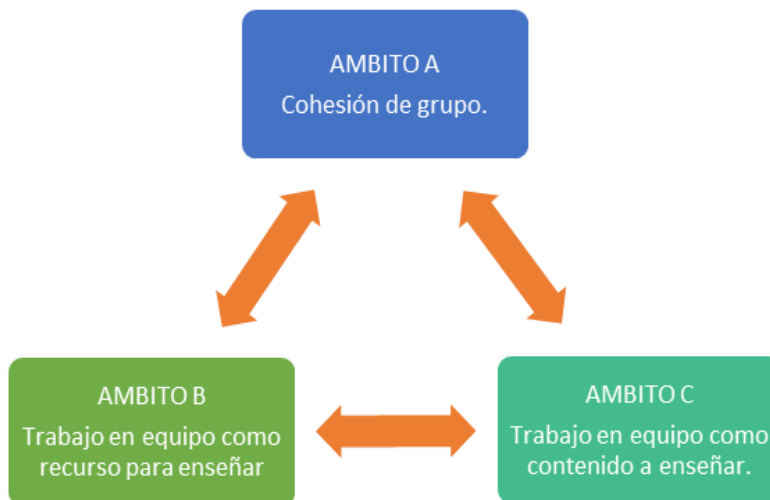 AMBITO A
Cohesión de grupo.
AMBITO B
Trabajo en equipo como
recurso para enseñar
AMBITO C
Trabajo en equipo como
contenido a enseñar.